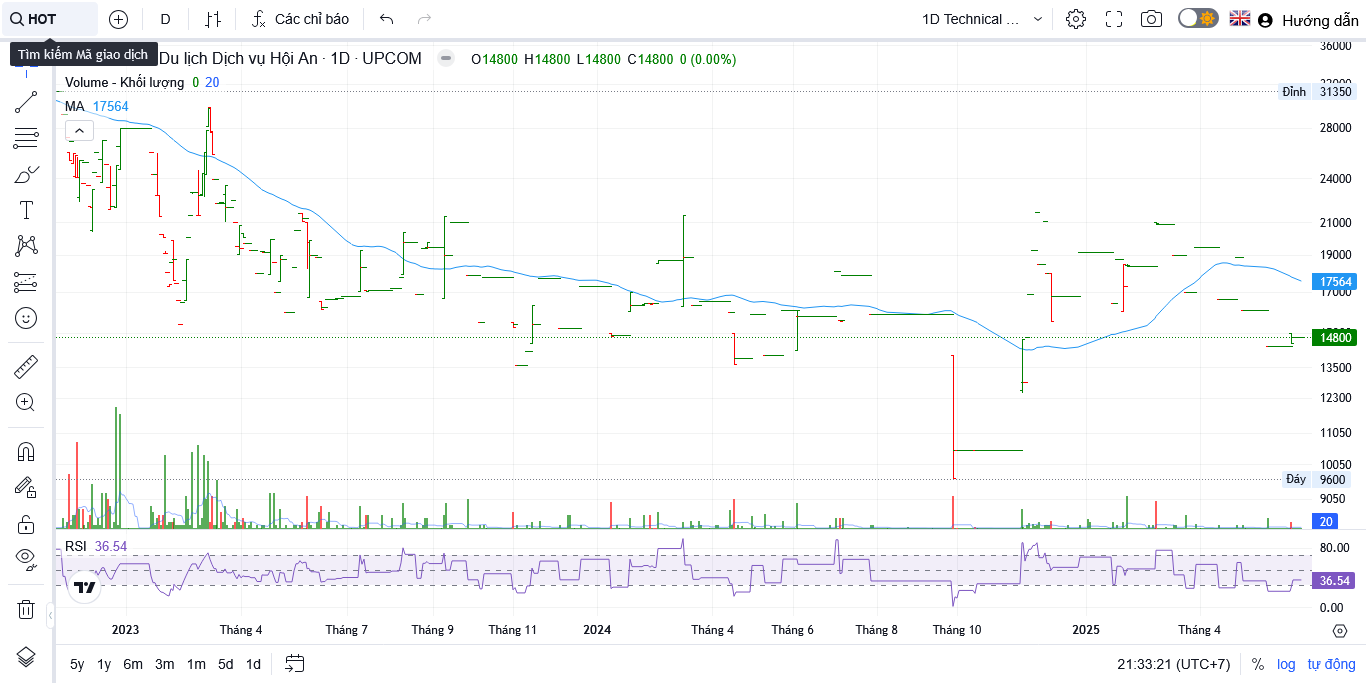 HOT
D
Các chỉ báo
1D Technical ...
Hướng dẫn
Tìm kiếm Mã giao dịch
Du lịch Dịch vụ Hội An · 1D · UPCOM
O14800 H14800 L14800 C14800 0 (0.00%)
Volume - Khối lượng 0 20
MA 17564
36000
Đỉnh 31350
28000
24000
21000
19000
17564
17000
14800
13500
12300
11050
10050
Đáy 9600
9050
20
RSI 36.54
80.00
36.54
0.00
2023 Tháng 4 Tháng 7 Tháng 9 Tháng 11 2024 Tháng 4 Tháng 6 Tháng 8 Tháng 10 2025 Tháng 4
5y 1y 6m 3m 1m 5d 1d
21:33:21 (UTC+7) % log tự động